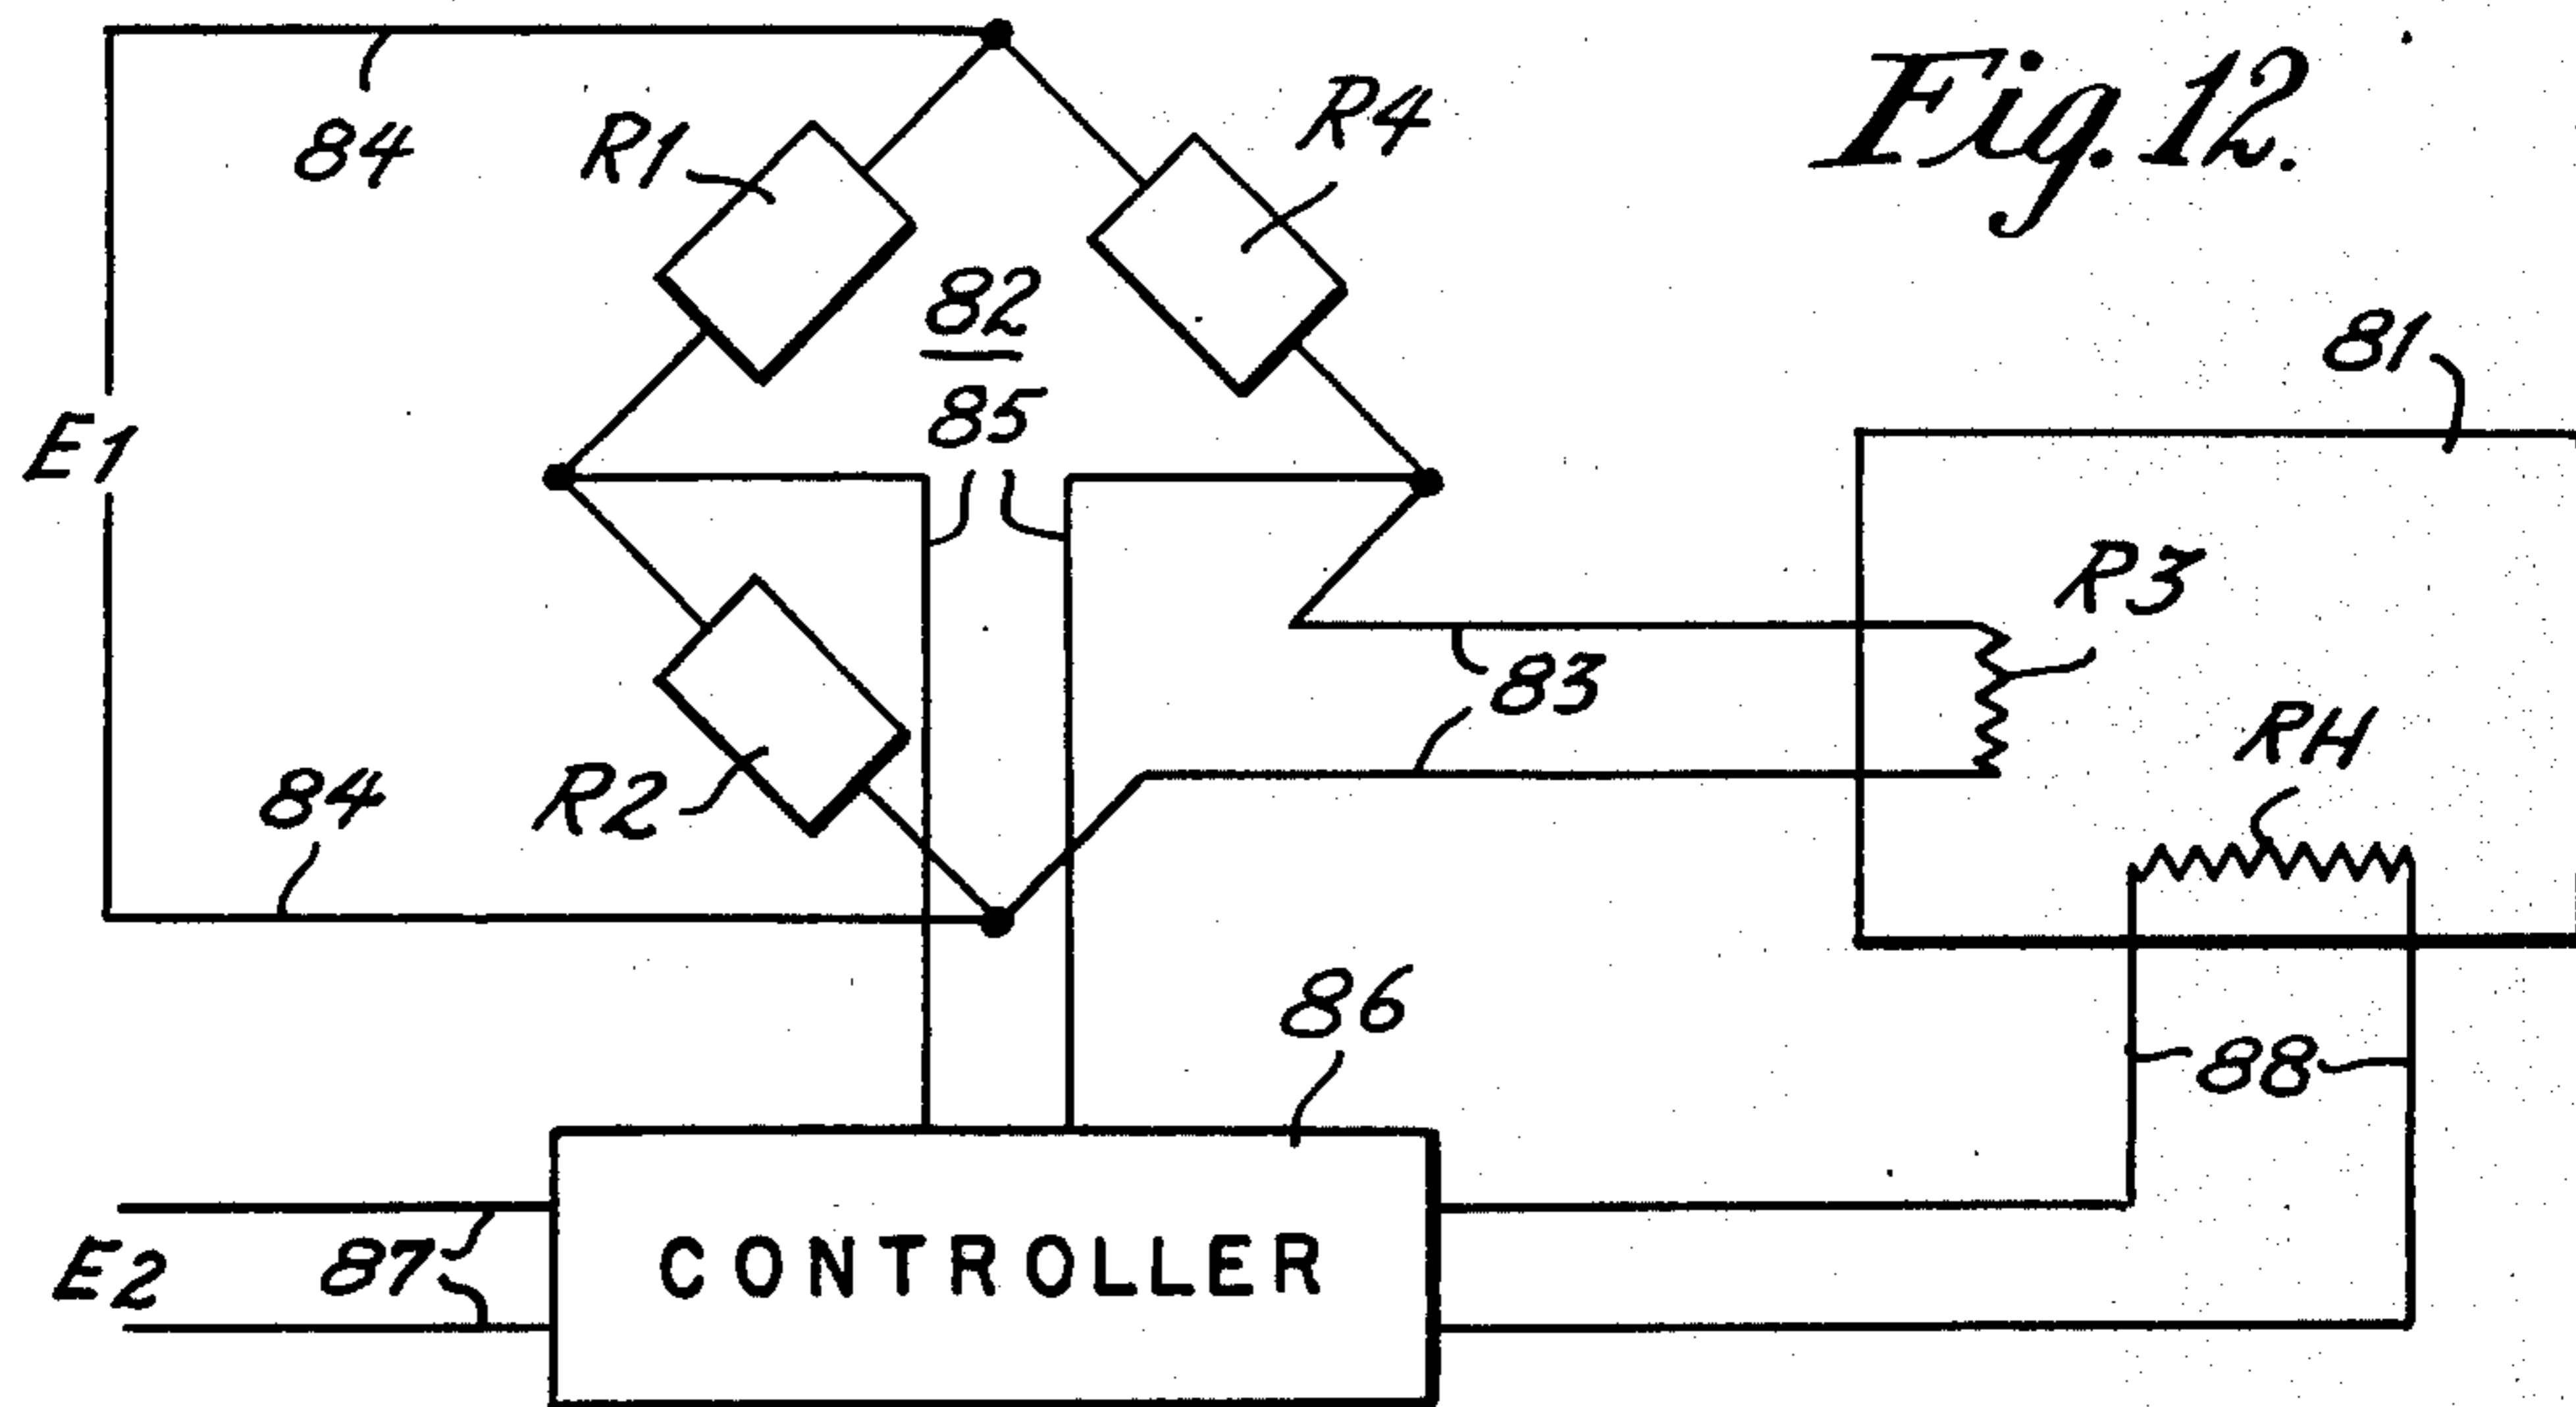 Fig. 12.
84
R1
R4
82
85
81
E1
R3
83
RH
84
R2
86
88
E2
87
CONTROLLER